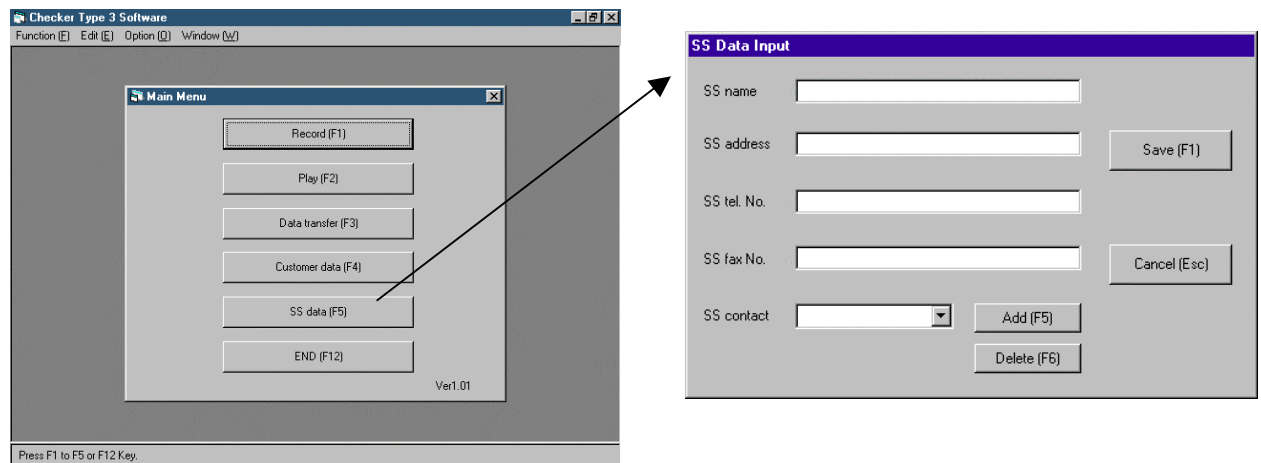 Checker Type 3 Software
Function (F) Edit (E) Option (O) Window (W)
Main Menu
Record (F1)
Play (F2)
Data transfer (F3)
Customer data (F4)
SS data (F5)
END (F12)
Ver1.01
Press F1 to F5 or F12 Key.
SS Data Input
SS name
SS address
Save (F1)
SS tel. No.
SS fax No.
Cancel (Esc)
SS contact
Add (F5)
Delete (F6)